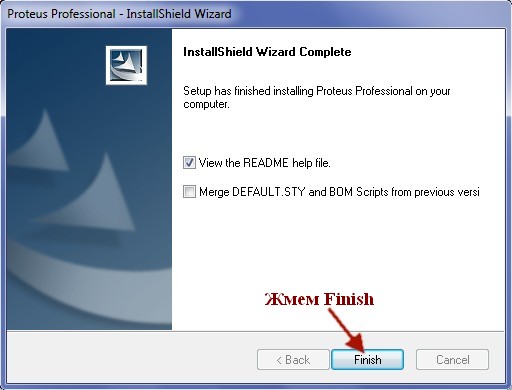 Proteus Professional - InstallShield Wizard
InstallShield Wizard Complete
Setup has finished installing Proteus Professional on your
computer.
View the README help file.
Merge DEFAULT.STY and BOM Scripts from previous versi
Жмем Finish
< Back
Finish
Cancel